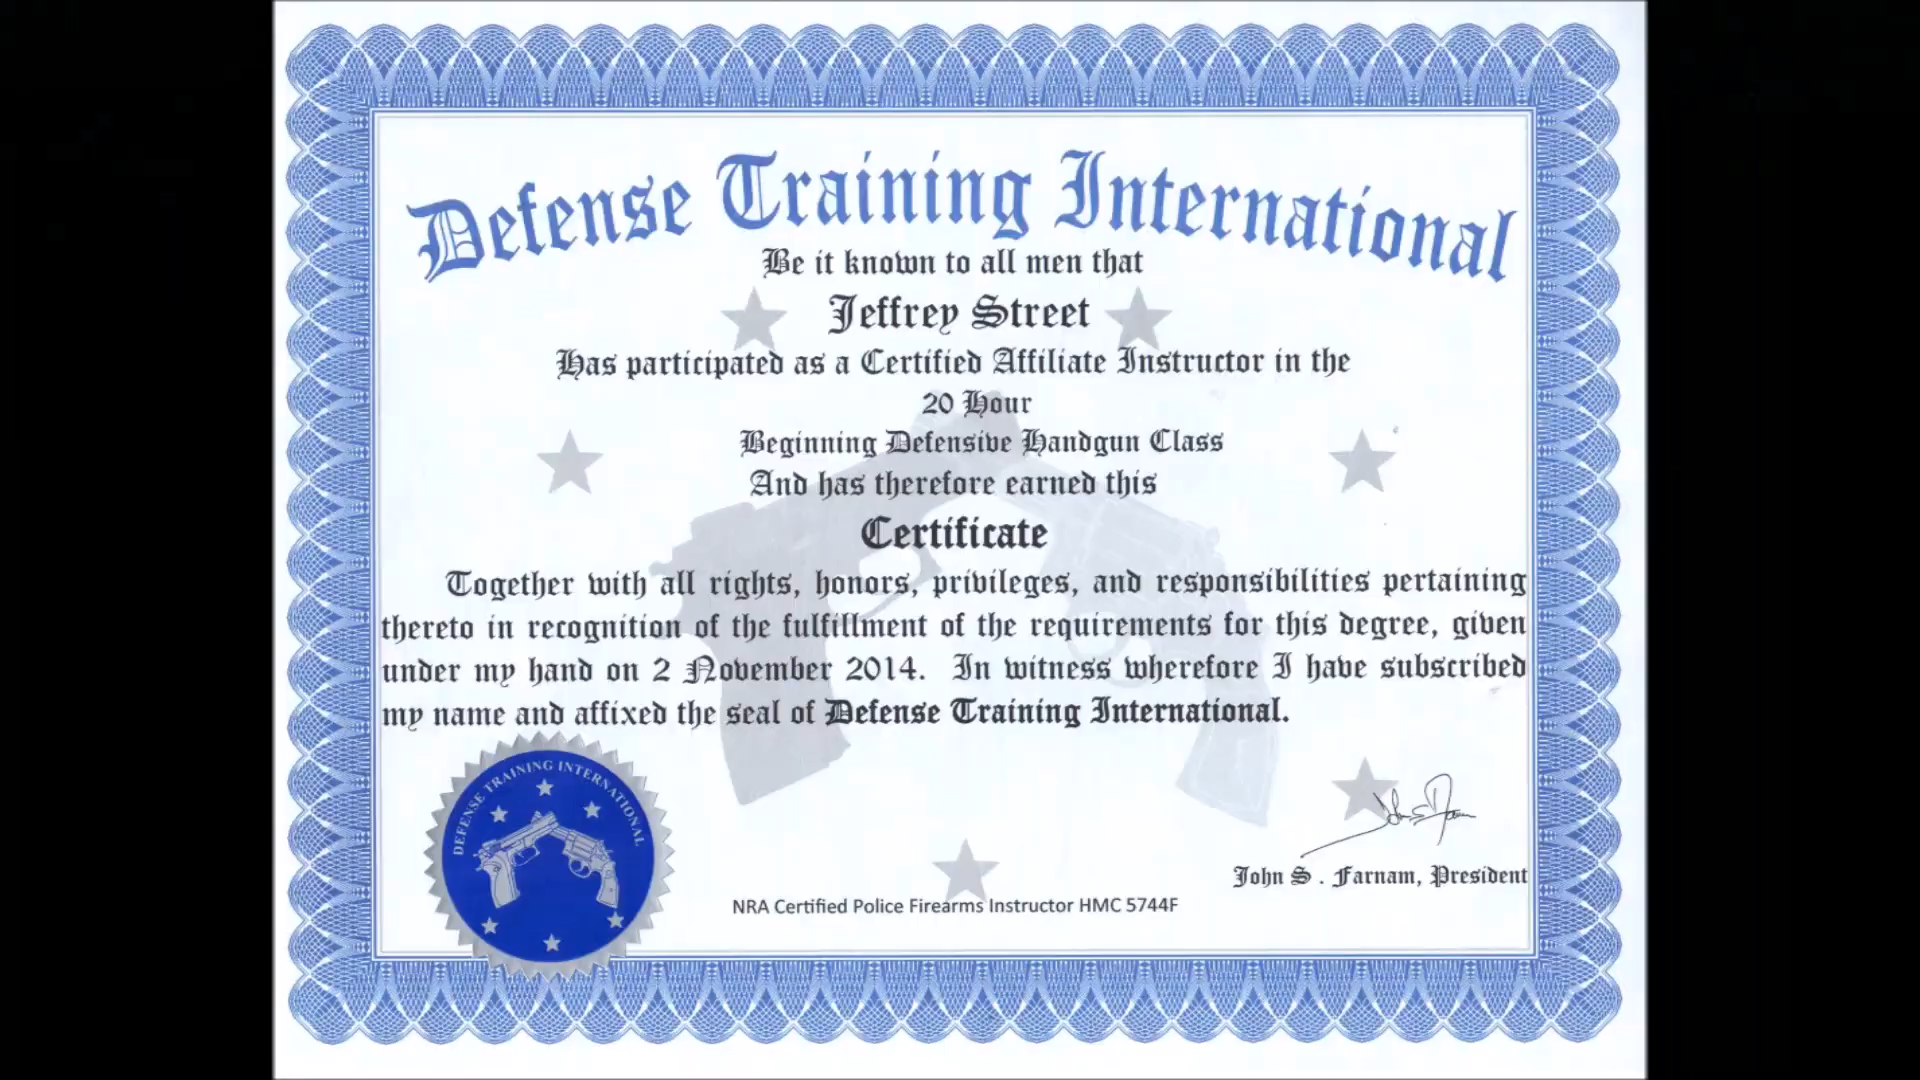 Defense Training International
Be it known to all men that
Jeffrey Street
Has participated as a Certified Affiliate Instructor in the
20 Hour
Beginning Defensive Handgun Class
And has therefore earned this
Certificate
Together with all rights, honors, privileges, and responsibilities pertaining
thereto in recognition of the fulfillment of the requirements for this degree, given
under my hand on 2 November 2014. In witness wherefore I have subscribed
my name and affixed the seal of Defense Training International.
DEFENSE TRAINING INTERNATIONAL
John S. Farnam
John S . Farnam, President
NRA Certified Police Firearms Instructor HMC 5744F